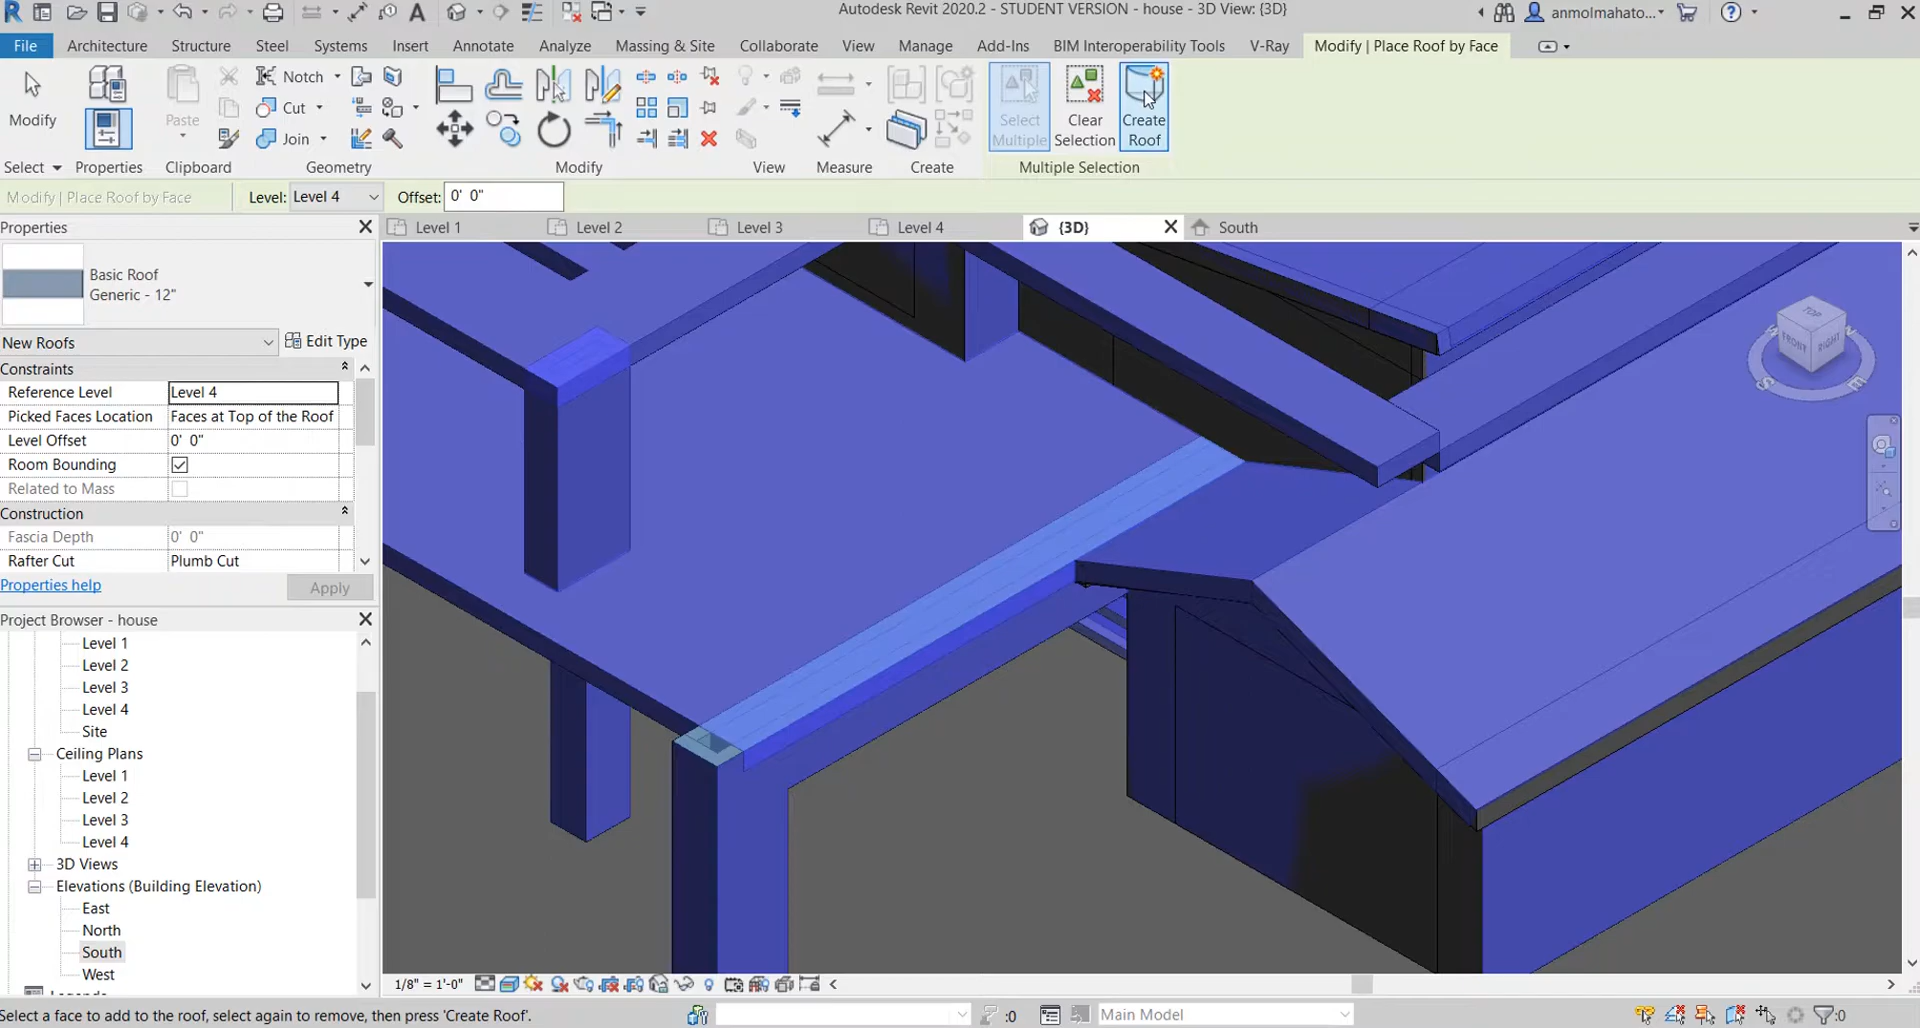 Autodesk Revit 2020.2 - STUDENT VERSION - house - 3D View: {3D}
anmolmahato...
File Architecture Structure Steel Systems Insert Annotate Analyze Massing & Site Collaborate View Manage Add-Ins BIM Interoperability Tools V-Ray Modify | Place Roof by Face
Modify
Paste
Notch
Cut
Join
Select Multiple
Clear Selection
Create Roof
Select Properties Clipboard Geometry Modify View Measure Create Multiple Selection
Modify | Place Roof by Face Level: Level 4 Offset: 0' 0"
Properties
Level 1 Level 2 Level 3 Level 4 {3D} South
Basic Roof
Generic - 12"
New Roofs Edit Type
Constraints
Reference Level Level 4
Picked Faces Location Faces at Top of the Roof
Level Offset 0' 0"
Room Bounding
Related to Mass
Construction
Fascia Depth 0' 0"
Rafter Cut Plumb Cut
Properties help Apply
TOP
FRONT RIGHT
S E
Project Browser - house
Level 1
Level 2
Level 3
Level 4
Site
Ceiling Plans
Level 1
Level 2
Level 3
Level 4
3D Views
Elevations (Building Elevation)
East
North
South
West
1/8" = 1'-0"
Select a face to add to the roof, select again to remove, then press 'Create Roof'.
:0
Main Model
:0